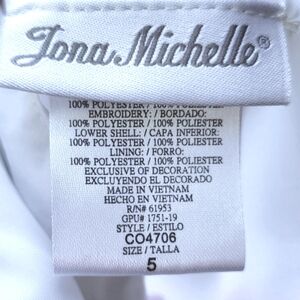 Jona Michelle®
100% POLYESTER / 100% POLIESTER
EMBROIDERY: / BORDADO:
100% POLYESTER / 100% POLIESTER
LOWER SHELL: / CAPA INFERIOR:
100% POLYESTER / 100% POLIESTER
LINING: / FORRO:
100% POLYESTER / 100% POLIESTER
EXCLUSIVE OF DECORATION
EXCLUYENDO EL DECORADO
MADE IN VIETNAM
HECHO EN VIETNAM
R/N# 61953
GPU# 1751-19
STYLE / ESTILO
CO4706
SIZE / TALLA
5